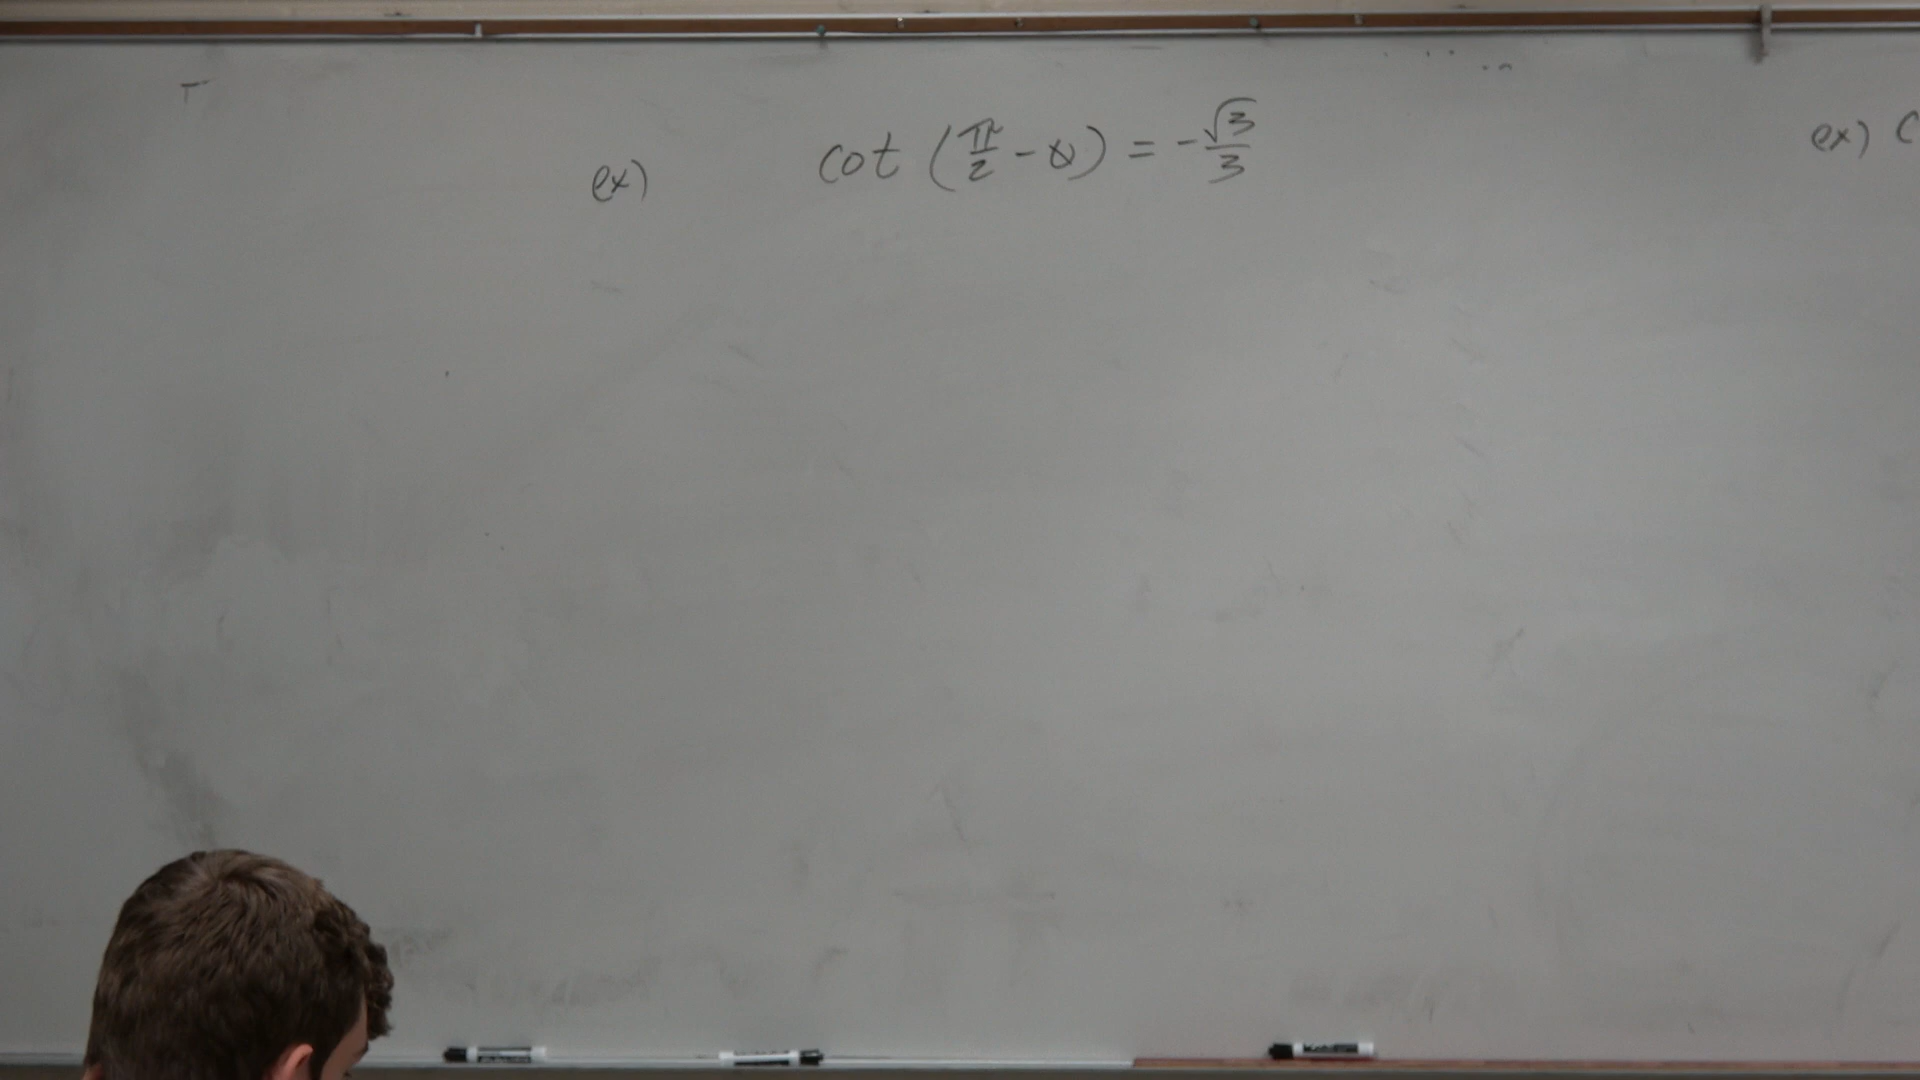 ex) cot (π/2 - x) = -√3/3
ex) C